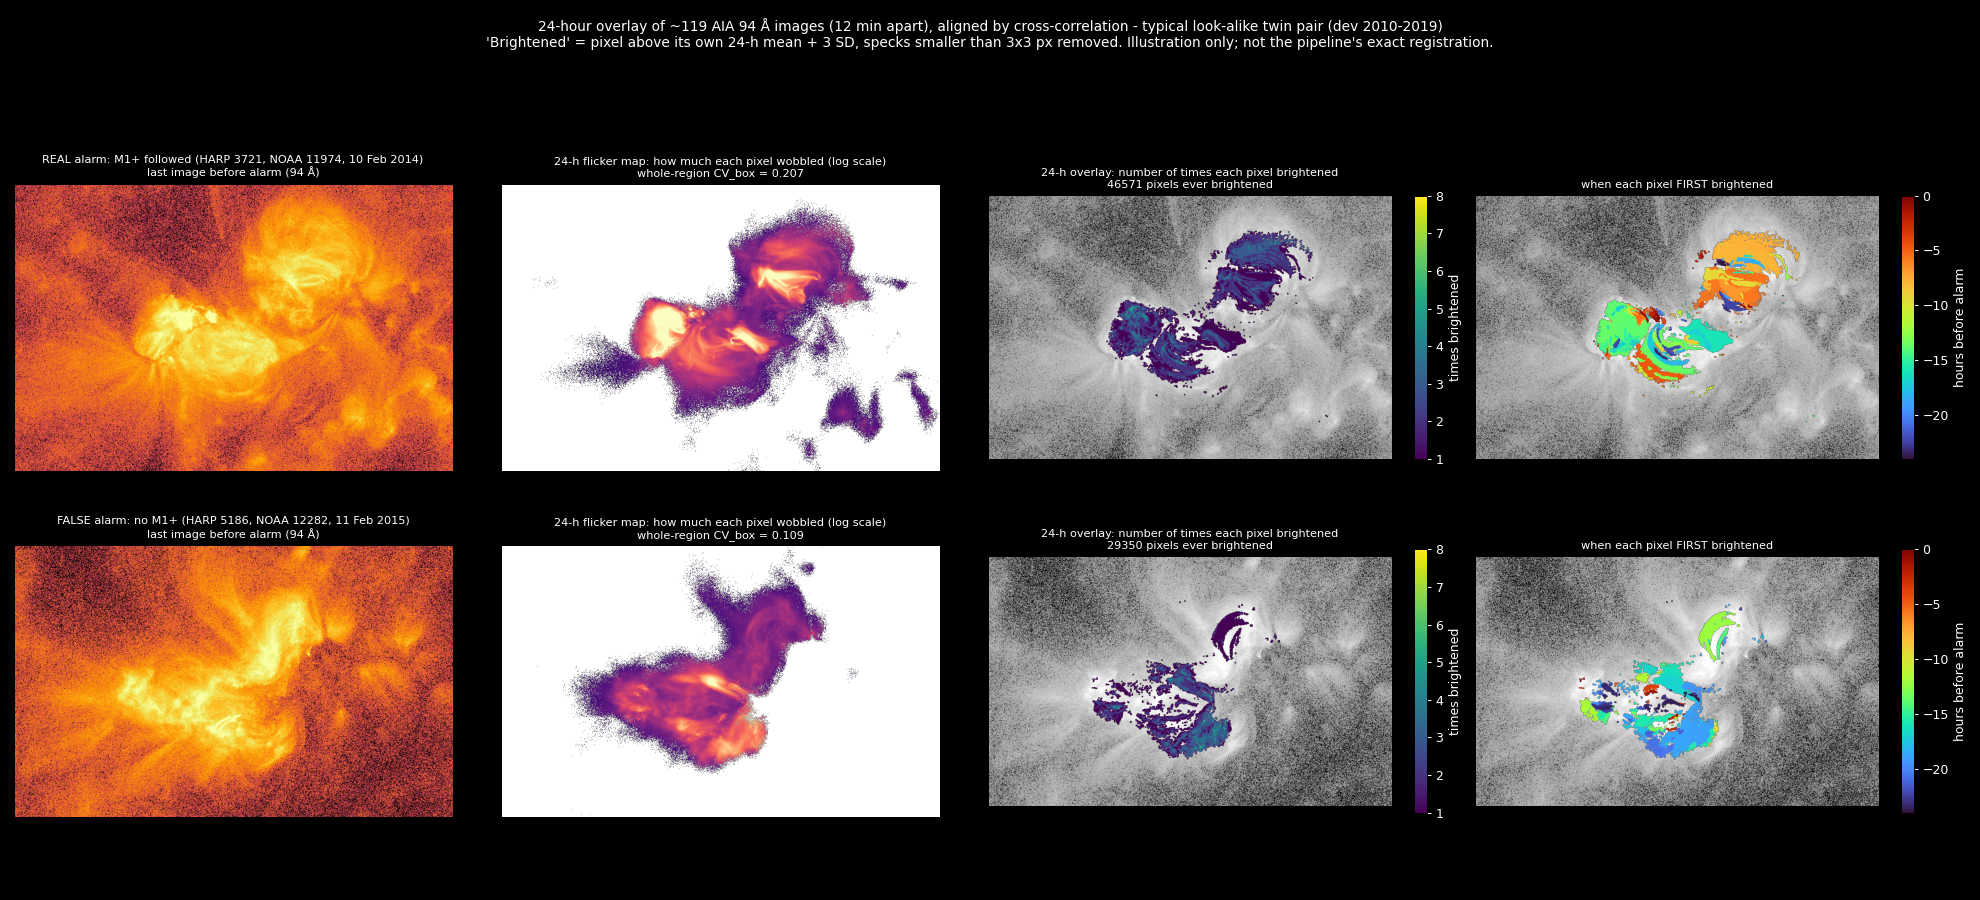 24-hour overlay of ~119 AIA 94 Å images (12 min apart), aligned by cross-correlation - typical look-alike twin pair (dev 2010-2019)
'Brightened' = pixel above its own 24-h mean + 3 SD, specks smaller than 3x3 px removed. Illustration only; not the pipeline's exact registration.
REAL alarm: M1+ followed (HARP 3721, NOAA 11974, 10 Feb 2014)
last image before alarm (94 Å)
24-h flicker map: how much each pixel wobbled (log scale)
whole-region CV_box = 0.207
24-h overlay: number of times each pixel brightened
46571 pixels ever brightened
8
7
6
5
4
3
2
1
times brightened
when each pixel FIRST brightened
0
−5
−10
−15
−20
hours before alarm
FALSE alarm: no M1+ (HARP 5186, NOAA 12282, 11 Feb 2015)
last image before alarm (94 Å)
24-h flicker map: how much each pixel wobbled (log scale)
whole-region CV_box = 0.109
24-h overlay: number of times each pixel brightened
29350 pixels ever brightened
8
7
6
5
4
3
2
1
times brightened
when each pixel FIRST brightened
0
−5
−10
−15
−20
hours before alarm